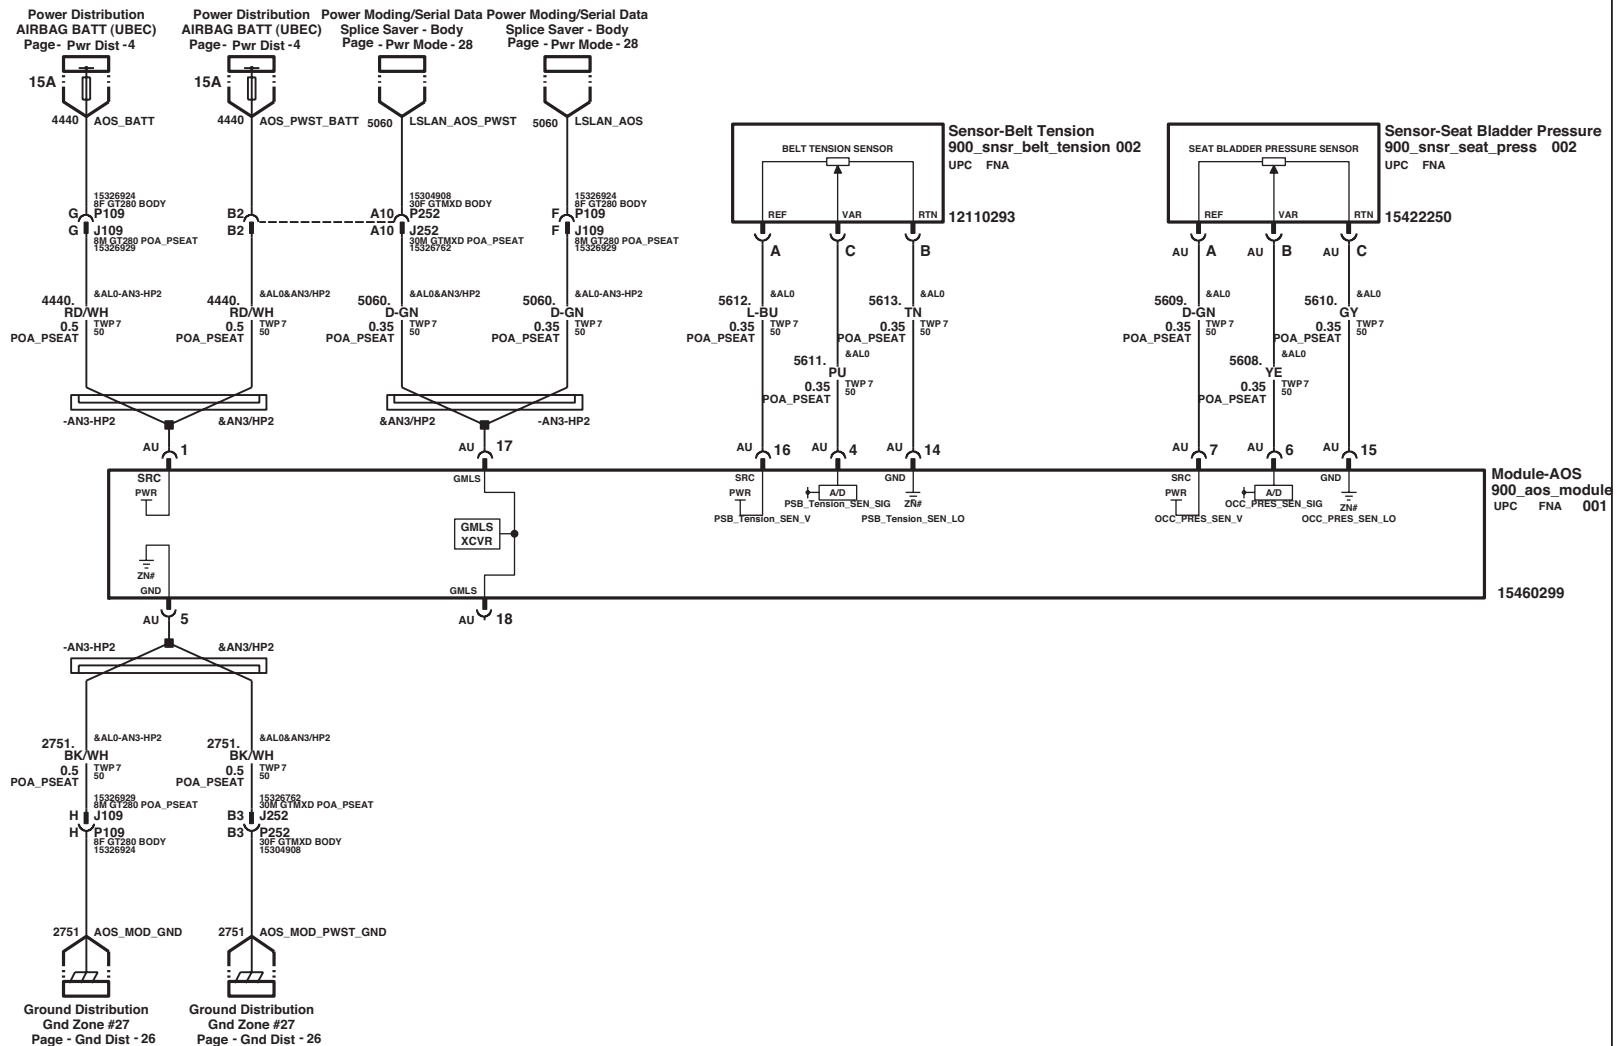 Power Distribution
AIRBAG BATT (UBEC)
Page- Pwr Dist -4
Power Distribution
AIRBAG BATT (UBEC)
Page- Pwr Dist -4
Power Moding/Serial Data
Splice Saver - Body
Page - Pwr Mode - 28
Power Moding/Serial Data
Splice Saver - Body
Page - Pwr Mode - 28
15A
15A
4440 AOS_BATT
4440 AOS_PWST_BATT
5060 LSLAN_AOS_PWST
5060 LSLAN_AOS
15326924
8F GT280 BODY
G P109
G J109
8M GT280 POA_PSEAT
15326929
B2
B2
15304908
30F GTMXD BODY
A10 P252
A10 J252
30M GTMXD POA_PSEAT
15326762
15326924
8F GT280 BODY
F P109
F J109
8M GT280 POA_PSEAT
15326929
4440. &AL0-AN3-HP2
RD/WH
0.5 TWP 7
50
POA_PSEAT
4440. &AL0&AN3/HP2
RD/WH
0.5 TWP 7
50
POA_PSEAT
5060. &AL0&AN3/HP2
D-GN
0.35 TWP 7
50
POA_PSEAT
5060. &AL0-AN3-HP2
D-GN
0.35 TWP 7
50
POA_PSEAT
-AN3-HP2
&AN3/HP2
&AN3/HP2
-AN3-HP2
AU 1
AU 17
BELT TENSION SENSOR
REF
VAR
RTN
Sensor-Belt Tension
900_snsr_belt_tension 002
UPC FNA
12110293
A
C
B
5612. &AL0
L-BU
0.35 TWP 7
50
POA_PSEAT
5611. &AL0
PU
0.35 TWP 7
50
POA_PSEAT
5613. &AL0
TN
0.35 TWP 7
50
POA_PSEAT
AU 16
AU 4
AU 14
SEAT BLADDER PRESSURE SENSOR
REF
VAR
RTN
Sensor-Seat Bladder Pressure
900_snsr_seat_press 002
UPC FNA
15422250
AU A
AU B
AU C
5609. &AL0
D-GN
0.35 TWP 7
50
POA_PSEAT
5608. &AL0
YE
0.35 TWP 7
50
POA_PSEAT
5610. &AL0
GY
0.35 TWP 7
50
POA_PSEAT
AU 7
AU 6
AU 15
SRC
PWR
GMLS
GMLS
XCVR
SRC
PWR
PSB_Tension_SEN_V
A/D
PSB_Tension_SEN_SIG
GND
ZN#
PSB_Tension_SEN_LO
SRC
PWR
OCC_PRES_SEN_V
A/D
OCC_PRES_SEN_SIG
GND
ZN#
OCC_PRES_SEN_LO
Module-AOS
900_aos_module
UPC FNA 001
15460299
ZN#
GND
GMLS
AU 5
AU 18
-AN3-HP2
&AN3/HP2
2751. &AL0-AN3-HP2
BK/WH
0.5 TWP 7
50
POA_PSEAT
2751. &AL0&AN3/HP2
BK/WH
0.5 TWP 7
50
POA_PSEAT
15326929
8M GT280 POA_PSEAT
H J109
H P109
8F GT280 BODY
15326924
15326762
30M GTMXD POA_PSEAT
B3 J252
B3 P252
30F GTMXD BODY
15304908
2751 AOS_MOD_GND
2751 AOS_MOD_PWST_GND
Ground Distribution
Gnd Zone #27
Page - Gnd Dist - 26
Ground Distribution
Gnd Zone #27
Page - Gnd Dist - 26